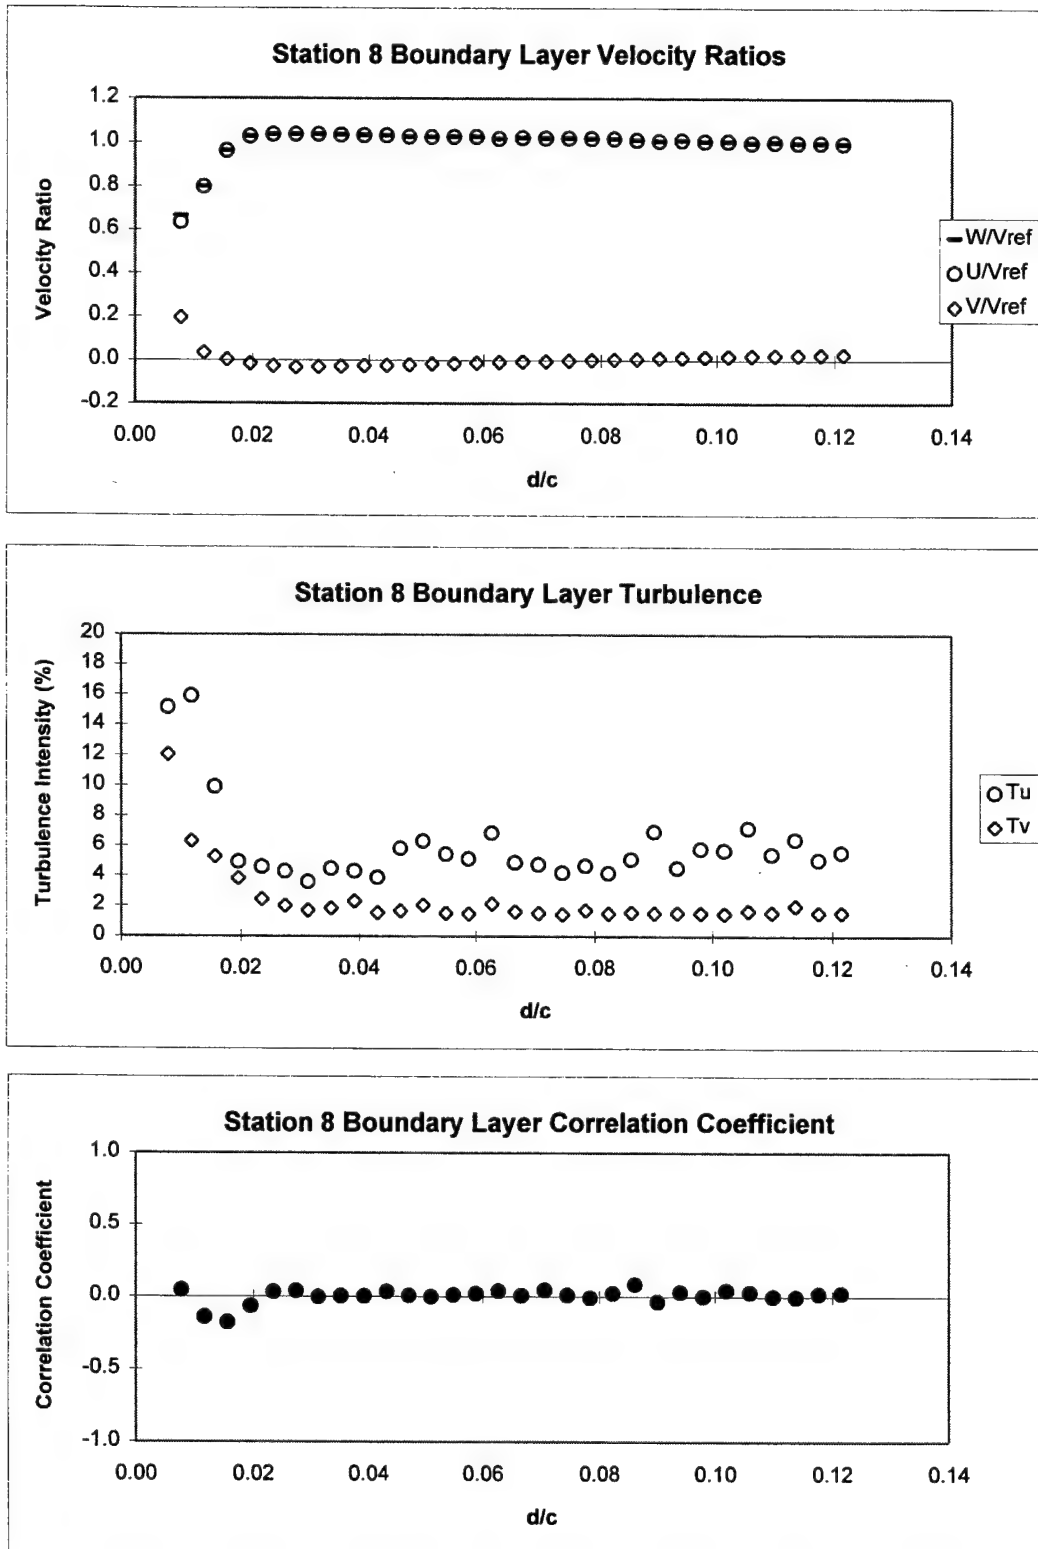 Station 8 Boundary Layer Velocity Ratios
1.2
1.0
0.8
0.6
0.4
0.2
0.0
-0.2
Velocity Ratio
0.00 0.02 0.04 0.06 0.08 0.10 0.12 0.14
d/c
W/Vref
U/Vref
V/Vref
Station 8 Boundary Layer Turbulence
20
18
16
14
12
10
8
6
4
2
0
Turbulence Intensity (%)
0.00 0.02 0.04 0.06 0.08 0.10 0.12 0.14
d/c
Tu
Tv
Station 8 Boundary Layer Correlation Coefficient
1.0
0.5
0.0
-0.5
-1.0
Correlation Coefficient
0.00 0.02 0.04 0.06 0.08 0.10 0.12 0.14
d/c